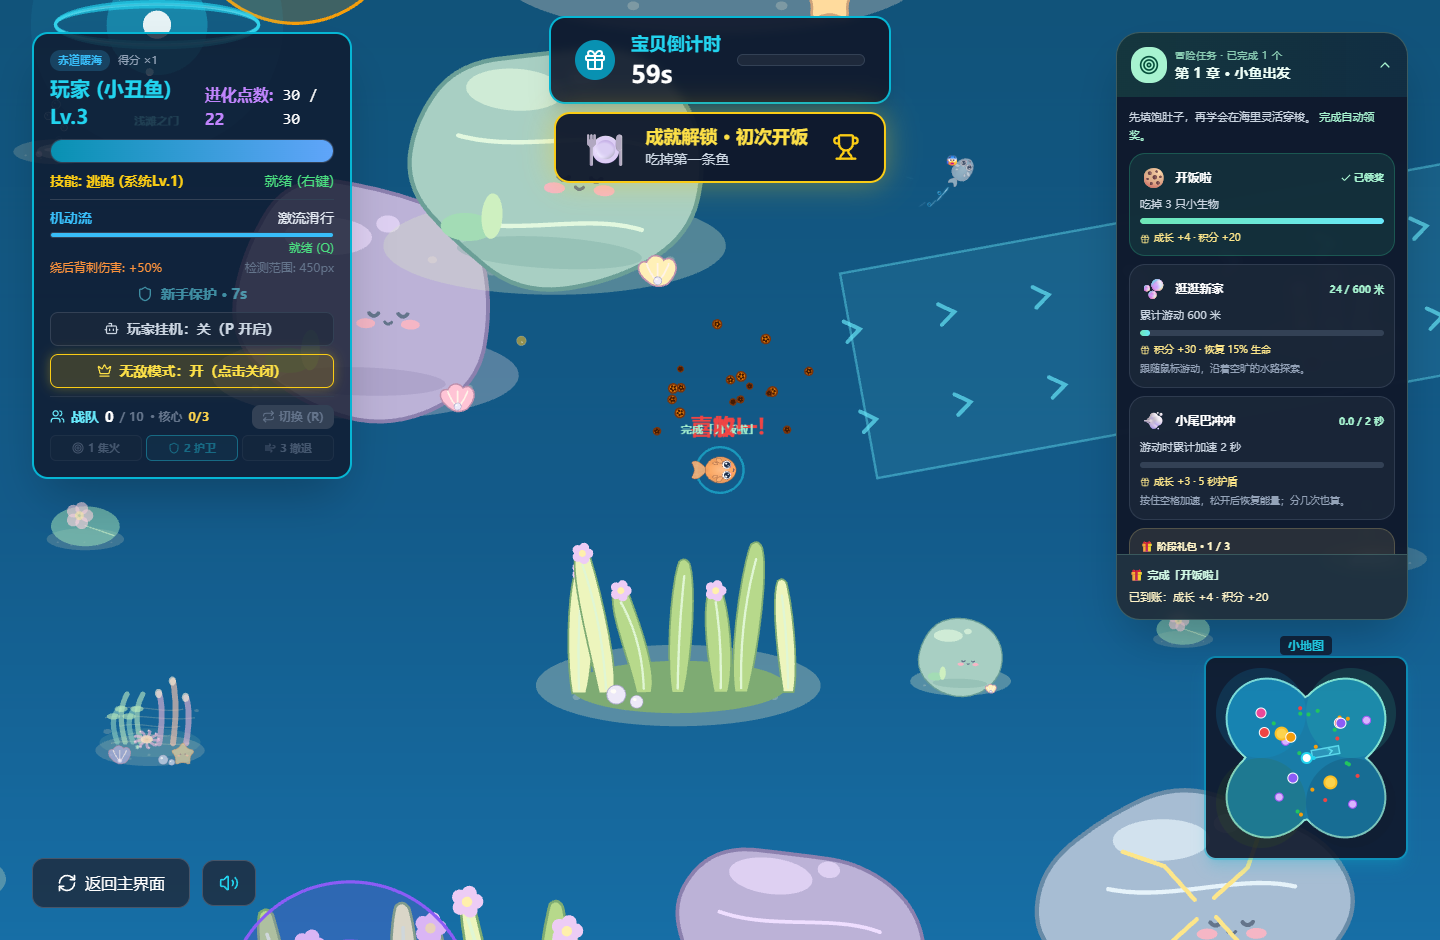 赤道暖海 得分 ×1
玩家 (小丑鱼)
Lv.3
浅滩之门
进化点数: 30 /
22 30
技能: 逃跑 (系统Lv.1) 就绪 (右键)
机动流 激流滑行
就绪 (Q)
绕后背刺伤害: +50% 检测范围: 450px
新手保护 • 7s
玩家挂机：关（P 开启）
无敌模式：开（点击关闭）
战队 0 / 10 • 核心 0/3 切换 (R)
1 集火 2 护卫 3 撤退
宝贝倒计时
59s
成就解锁・初次开饭
吃掉第一条鱼
完成「开饭啦」
冒险任务 · 已完成 1 个
第 1 章 • 小鱼出发
先填饱肚子，再学会在海里灵活穿梭。 完成自动领
奖。
开饭啦 ✓ 已领奖
吃掉 3 只小生物
成长 +4 · 积分 +20
逛逛新家 24 / 600 米
累计游动 600 米
积分 +30 · 恢复 15% 生命
跟随鼠标游动，沿着空旷的水路探索。
小尾巴冲冲 0.0 / 2 秒
游动时累计加速 2 秒
成长 +3 · 5 秒护盾
按住空格加速，松开后恢复能量；分几次也算。
阶段礼包 • 1 / 3
完成「开饭啦」
已到账：成长 +4 · 积分 +20
小地图
返回主界面